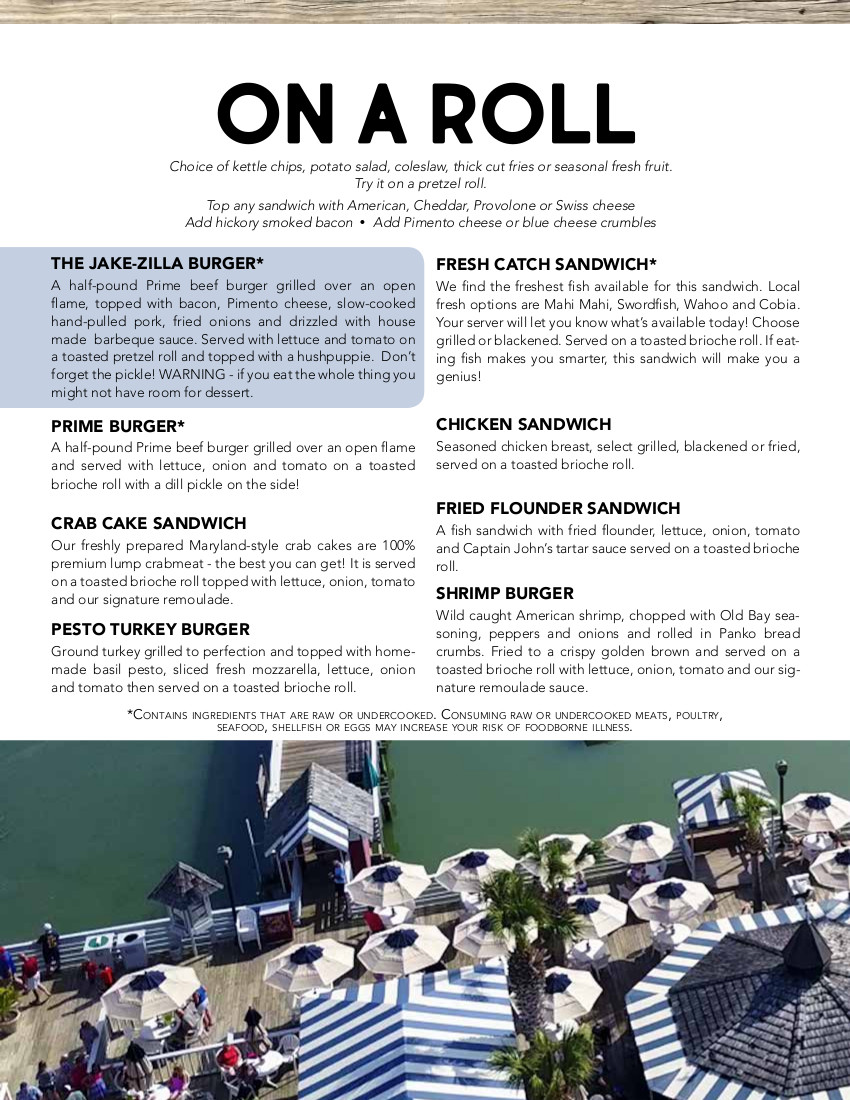 ON A ROLL
Choice of kettle chips, potato salad, coleslaw, thick cut fries or seasonal fresh fruit.
Try it on a pretzel roll.
Top any sandwich with American, Cheddar, Provolone or Swiss cheese
Add hickory smoked bacon • Add Pimento cheese or blue cheese crumbles
THE JAKE-ZILLA BURGER*
A half-pound Prime beef burger grilled over an open
flame, topped with bacon, Pimento cheese, slow-cooked
hand-pulled pork, fried onions and drizzled with house
made barbeque sauce. Served with lettuce and tomato on
a toasted pretzel roll and topped with a hushpuppie. Don't
forget the pickle! WARNING - if you eat the whole thing you
might not have room for dessert.
PRIME BURGER*
A half-pound Prime beef burger grilled over an open flame
and served with lettuce, onion and tomato on a toasted
brioche roll with a dill pickle on the side!
CRAB CAKE SANDWICH
Our freshly prepared Maryland-style crab cakes are 100%
premium lump crabmeat - the best you can get! It is served
on a toasted brioche roll topped with lettuce, onion, tomato
and our signature remoulade.
PESTO TURKEY BURGER
Ground turkey grilled to perfection and topped with home-
made basil pesto, sliced fresh mozzarella, lettuce, onion
and tomato then served on a toasted brioche roll.
FRESH CATCH SANDWICH*
We find the freshest fish available for this sandwich. Local
fresh options are Mahi Mahi, Swordfish, Wahoo and Cobia.
Your server will let you know what's available today! Choose
grilled or blackened. Served on a toasted brioche roll. If eat-
ing fish makes you smarter, this sandwich will make you a
genius!
CHICKEN SANDWICH
Seasoned chicken breast, select grilled, blackened or fried,
served on a toasted brioche roll.
FRIED FLOUNDER SANDWICH
A fish sandwich with fried flounder, lettuce, onion, tomato
and Captain John's tartar sauce served on a toasted brioche
roll.
SHRIMP BURGER
Wild caught American shrimp, chopped with Old Bay sea-
soning, peppers and onions and rolled in Panko bread
crumbs. Fried to a crispy golden brown and served on a
toasted brioche roll with lettuce, onion, tomato and our sig-
nature remoulade sauce.
*Contains ingredients that are raw or undercooked. Consuming raw or undercooked meats, poultry,
seafood, shellfish or eggs may increase your risk of foodborne illness.